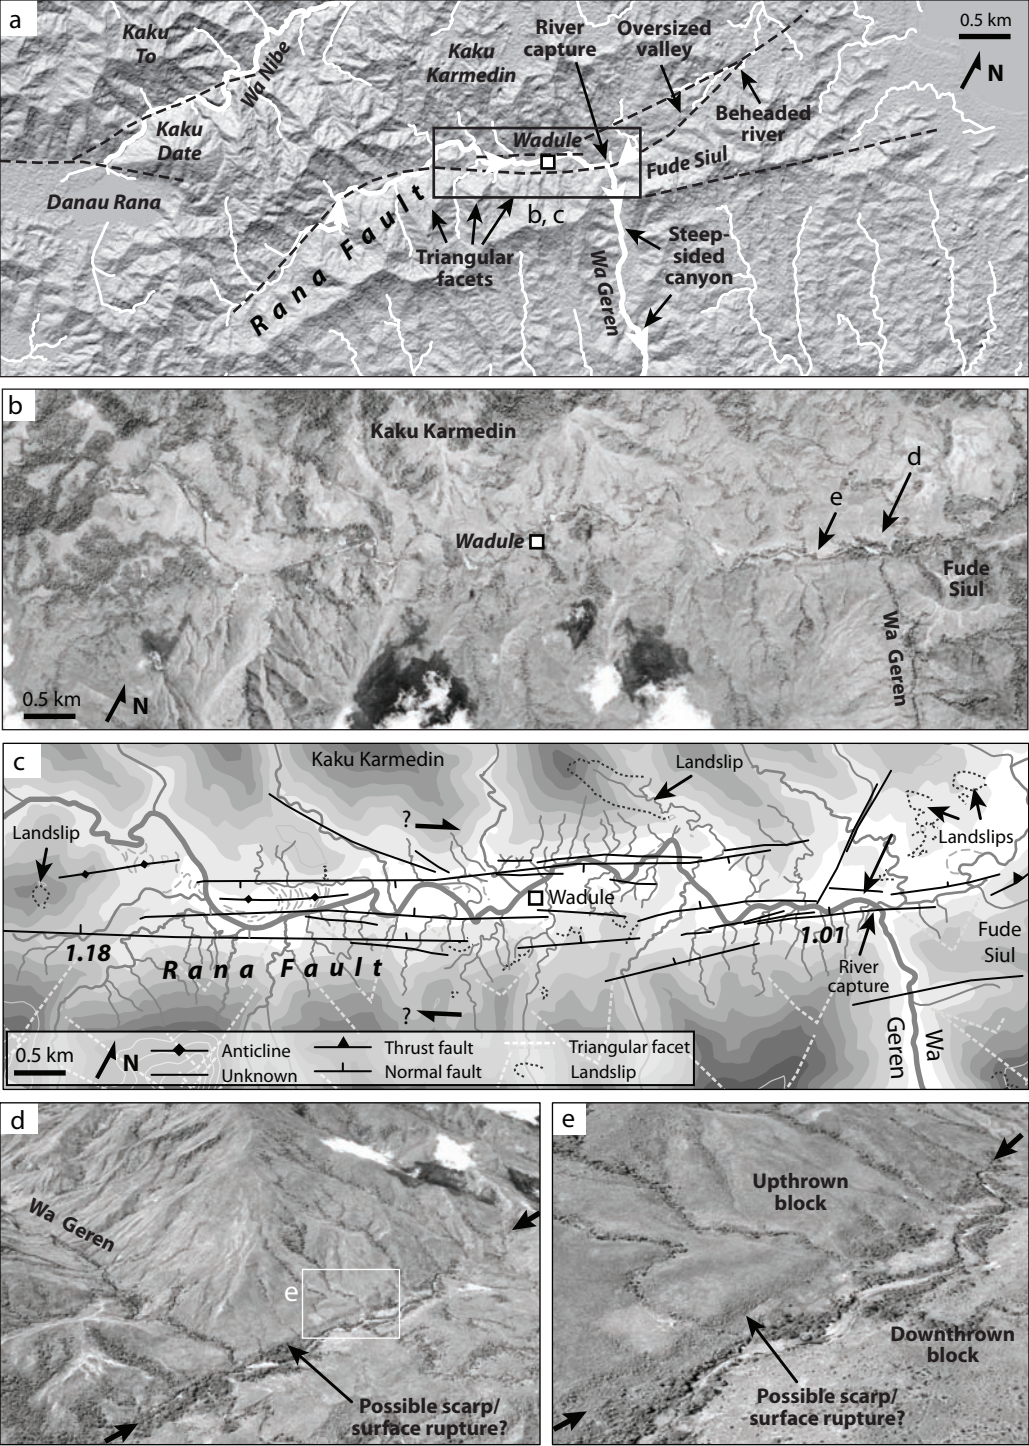 a
Kaku
To
Wa Nibe
Kaku
Karmedin
River
capture
Oversized
valley
0.5 km
N
Beheaded
river
Kaku
Date
Wadule
Fude Siul
Danau Rana
Rana Fault
b, c
Triangular
facets
Steep-
sided
canyon
Wa Geren
b
Kaku Karmedin
d
e
Wadule
Fude
Siul
Wa Geren
0.5 km
N
c
Kaku Karmedin
Landslip
?
Landslip
Landslips
Wadule
1.18
Rana Fault
1.01
Fude
Siul
River
capture
?
Wa
Geren
0.5 km
N
Anticline
Unknown
Thrust fault
Normal fault
Triangular facet
Landslip
d
Wa Geren
e
Possible scarp/
surface rupture?
e
Upthrown
block
Downthrown
block
Possible scarp/
surface rupture?